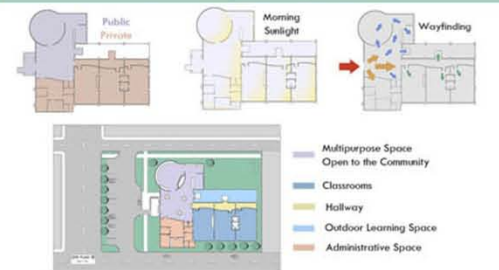 Public
Private
Morning
Sunlight
Wayfinding
Multipurpose Space
Open to the Community
Classrooms
Hallway
Outdoor Learning Space
Administrative Space